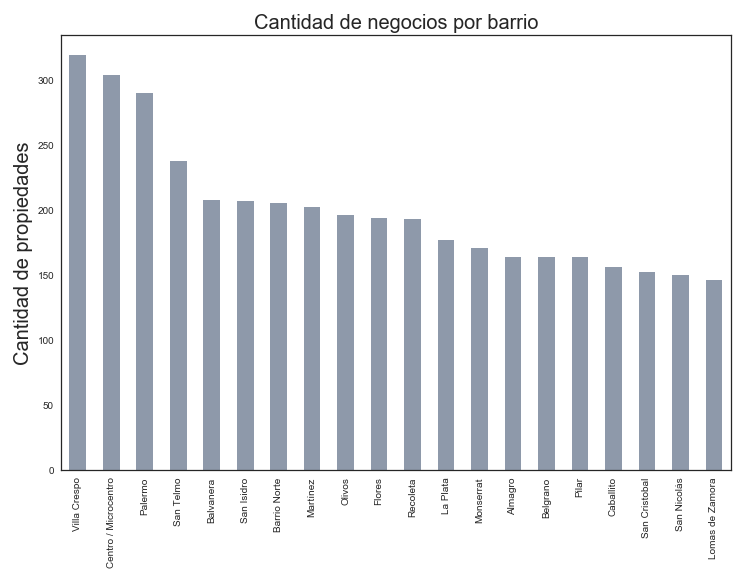 Cantidad de negocios por barrio
Cantidad de propiedades
300
250
200
150
100
50
0
Villa Crespo
Centro / Microcentro
Palermo
San Telmo
Balvanera
San Isidro
Barrio Norte
Martínez
Olivos
Flores
Recoleta
La Plata
Monserrat
Almagro
Belgrano
Pilar
Caballito
San Cristobal
San Nicolás
Lomas de Zamora